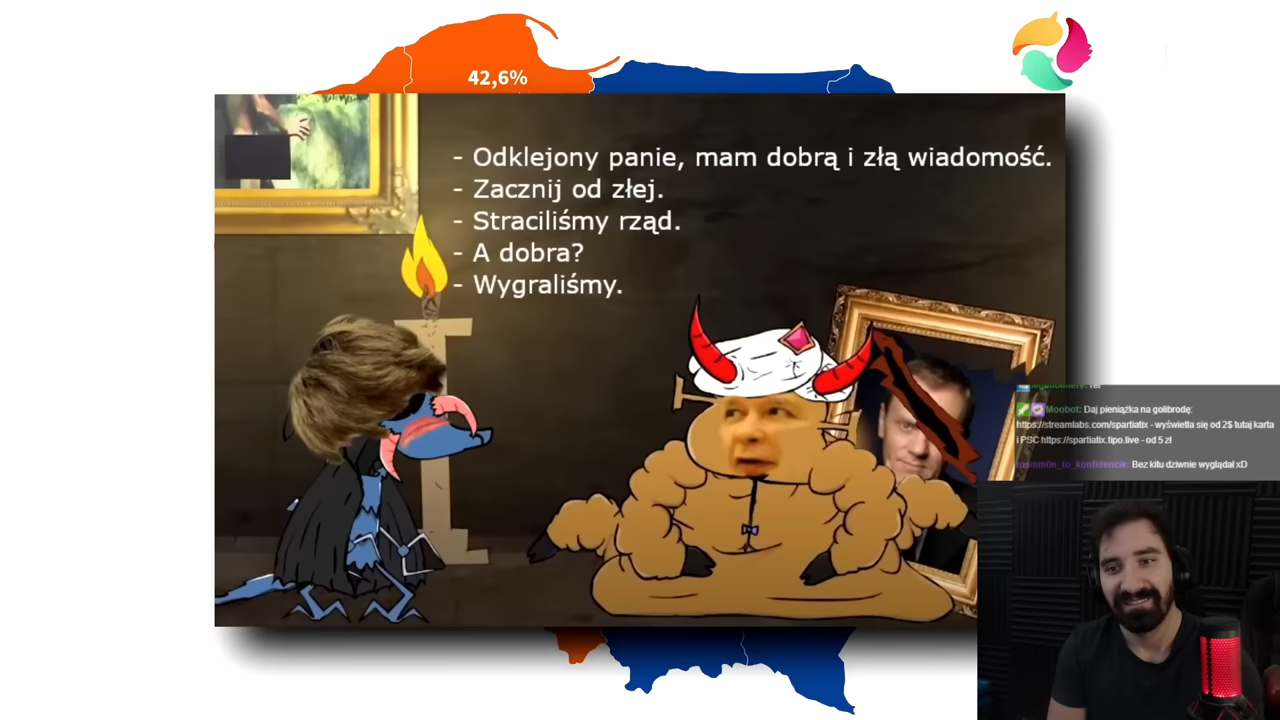 42,6%
- Odklejony panie, mam dobrą i złą wiadomość.
- Zacznij od złej.
- Straciliśmy rząd.
- A dobra?
- Wygraliśmy.
Moobot: Daj pieniążka na golibrodę:
https://streamlabs.com/spartiatix - wyświetla się od 2$ tutaj karta
i PSC https://spartiatix.tipo.live - od 5 zł
Bez kitu dziwnie wyglądał xD